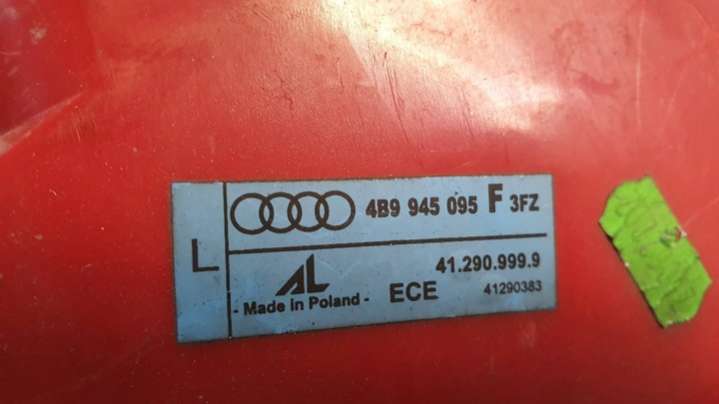 4B9 945 095 F 3FZ
L
41.290.999.9
AL
- Made in Poland - ECE 41290383